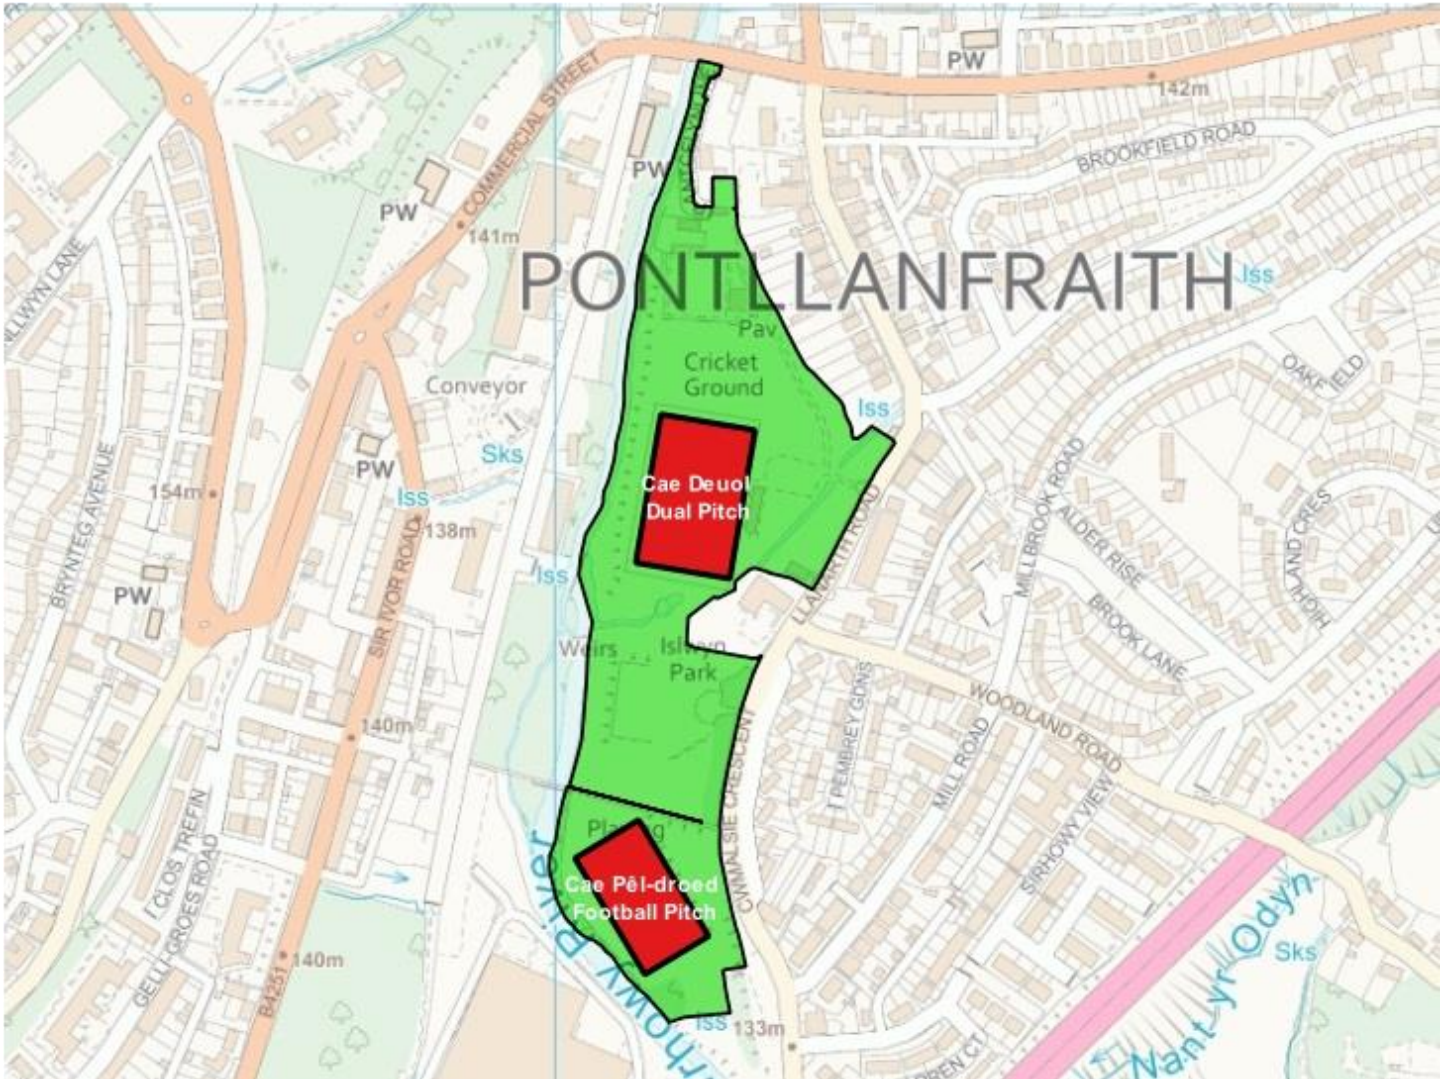 PW
142m
BROOKFIELD ROAD
COMMERCIAL STREET
PW
PW
141m
PONTLLANFRAITH
Iss
Pav
Cricket
Ground
OAKFIELD
Conveyor
Iss
Sks
PW
Iss
154m
138m
BRYNTEG AVENUE
Cae Deuol
Dual Pitch
LLANARTH ROAD
MILLBROOK ROAD
ALDER RISE
HIGHLAND CRES
Iss
PW
SIR IVOR ROAD
BROOK LANE
Weirs
Islwyn
Park
WOODLAND ROAD
PEMBREY GDNS
MILL ROAD
140m
SIRHOWY VIEW
CLOS TREFIN
GELLI-GROES ROAD
Cae Pêl-droed
Football Pitch
River
Nant yr Odyn
Sks
140m
B4251
Iss
133m